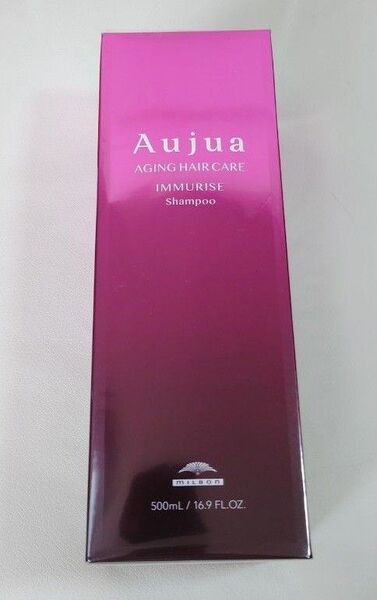 Aujua
AGING HAIR CARE
IMMURISE
Shampoo
MILBON
500mL / 16.9 FL.OZ.